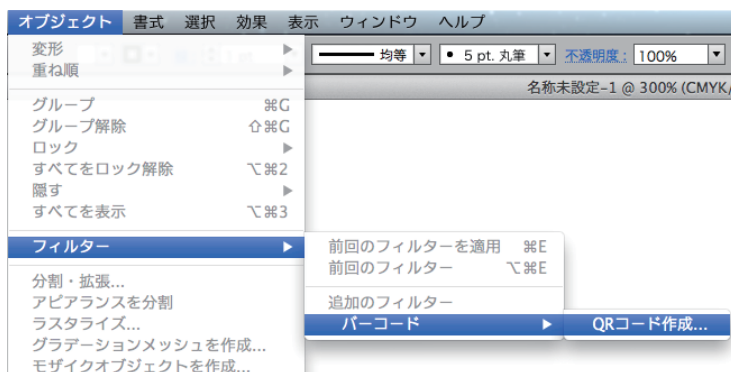 オブジェクト 書式 選択 効果 表示 ウィンドウ ヘルプ
変形 ▶
重ね順 ▶
均等 5 pt. 丸筆 不透明度: 100%
名称未設定-1 @ 300% (CMYK/
グループ ⌘G
グループ解除 ⇧⌘G
ロック ▶
すべてをロック解除 ⌥⌘2
隠す ▶
すべてを表示 ⌥⌘3
フィルター ▶
前回のフィルターを適用 ⌘E
前回のフィルター ⌥⌘E
追加のフィルター
バーコード ▶
QRコード作成...
分割・拡張...
アピアランスを分割
ラスタライズ...
グラデーションメッシュを作成...
モザイクオブジェクトを作成...